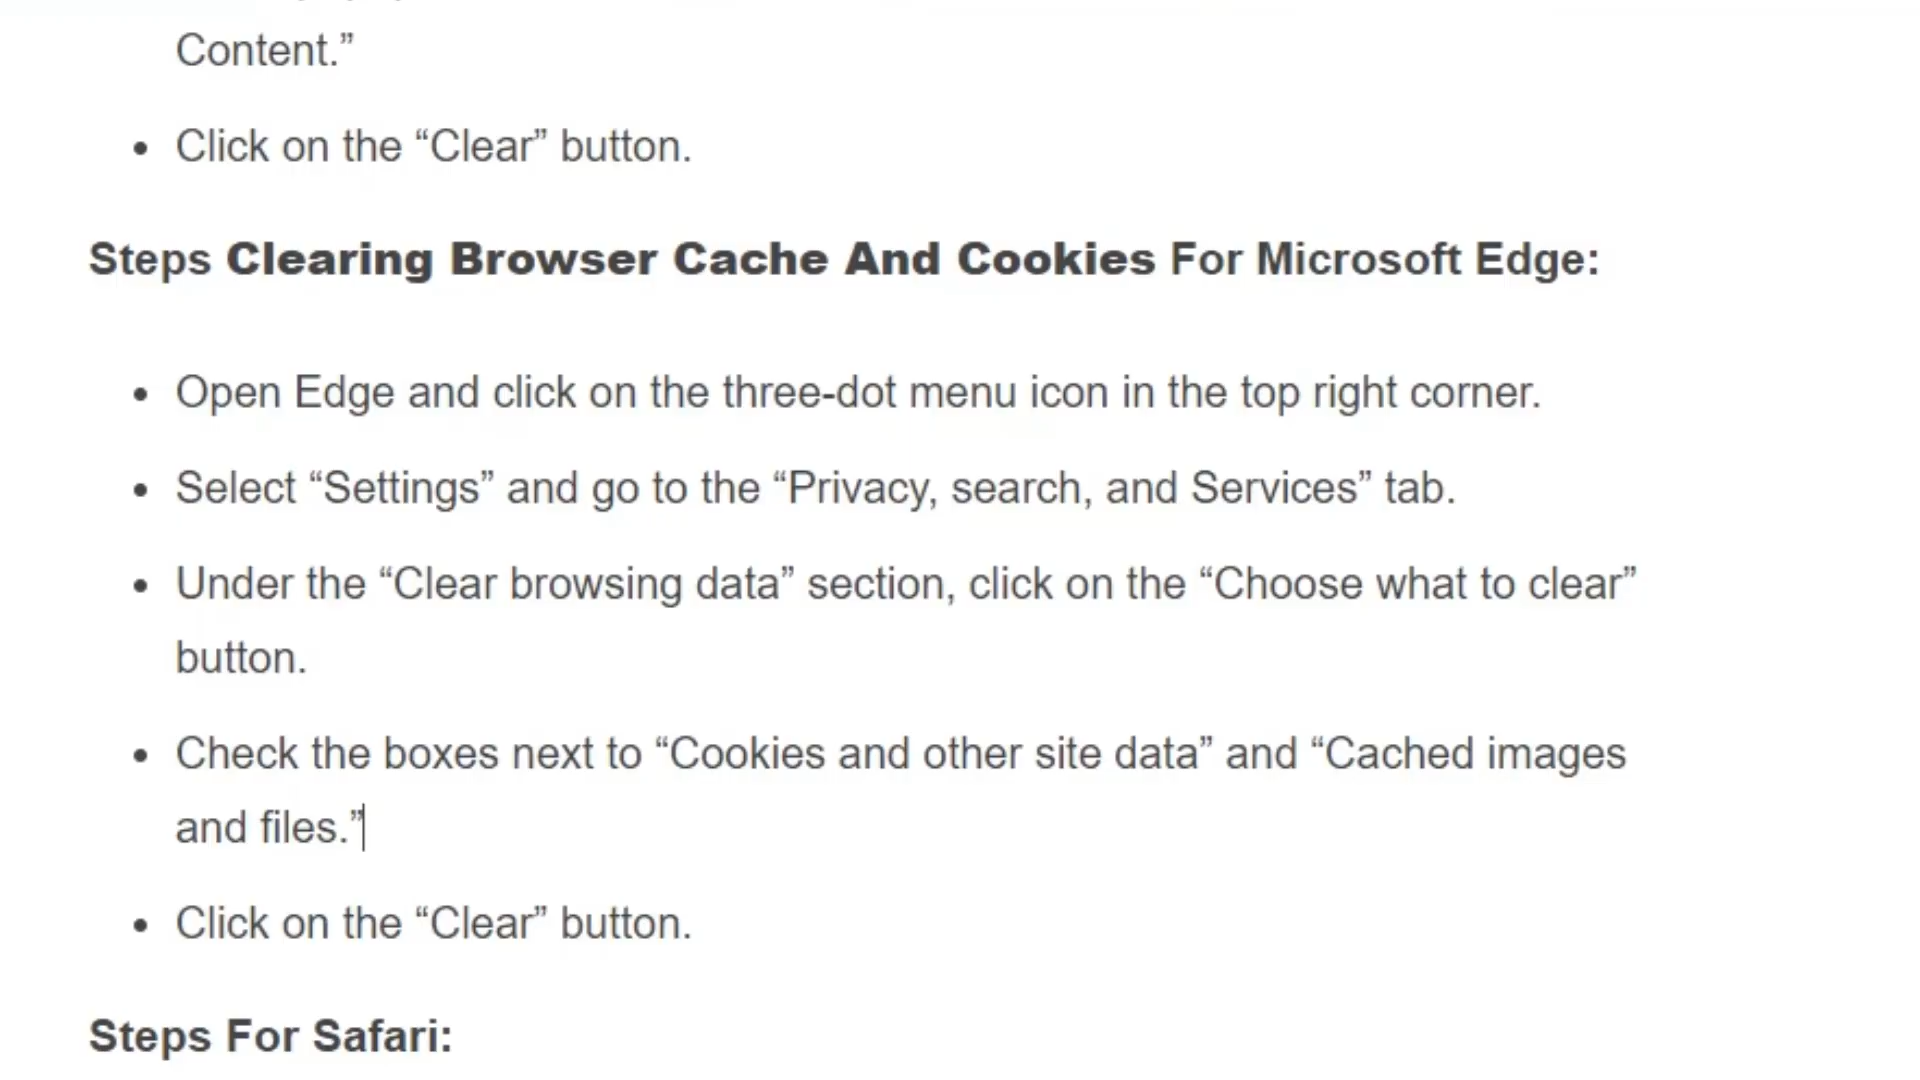 Content.”
• Click on the “Clear” button.
Steps Clearing Browser Cache And Cookies For Microsoft Edge:
• Open Edge and click on the three-dot menu icon in the top right corner.
• Select “Settings” and go to the “Privacy, search, and Services” tab.
• Under the “Clear browsing data” section, click on the “Choose what to clear”
button.
• Check the boxes next to “Cookies and other site data” and “Cached images
and files.”
• Click on the “Clear” button.
Steps For Safari: